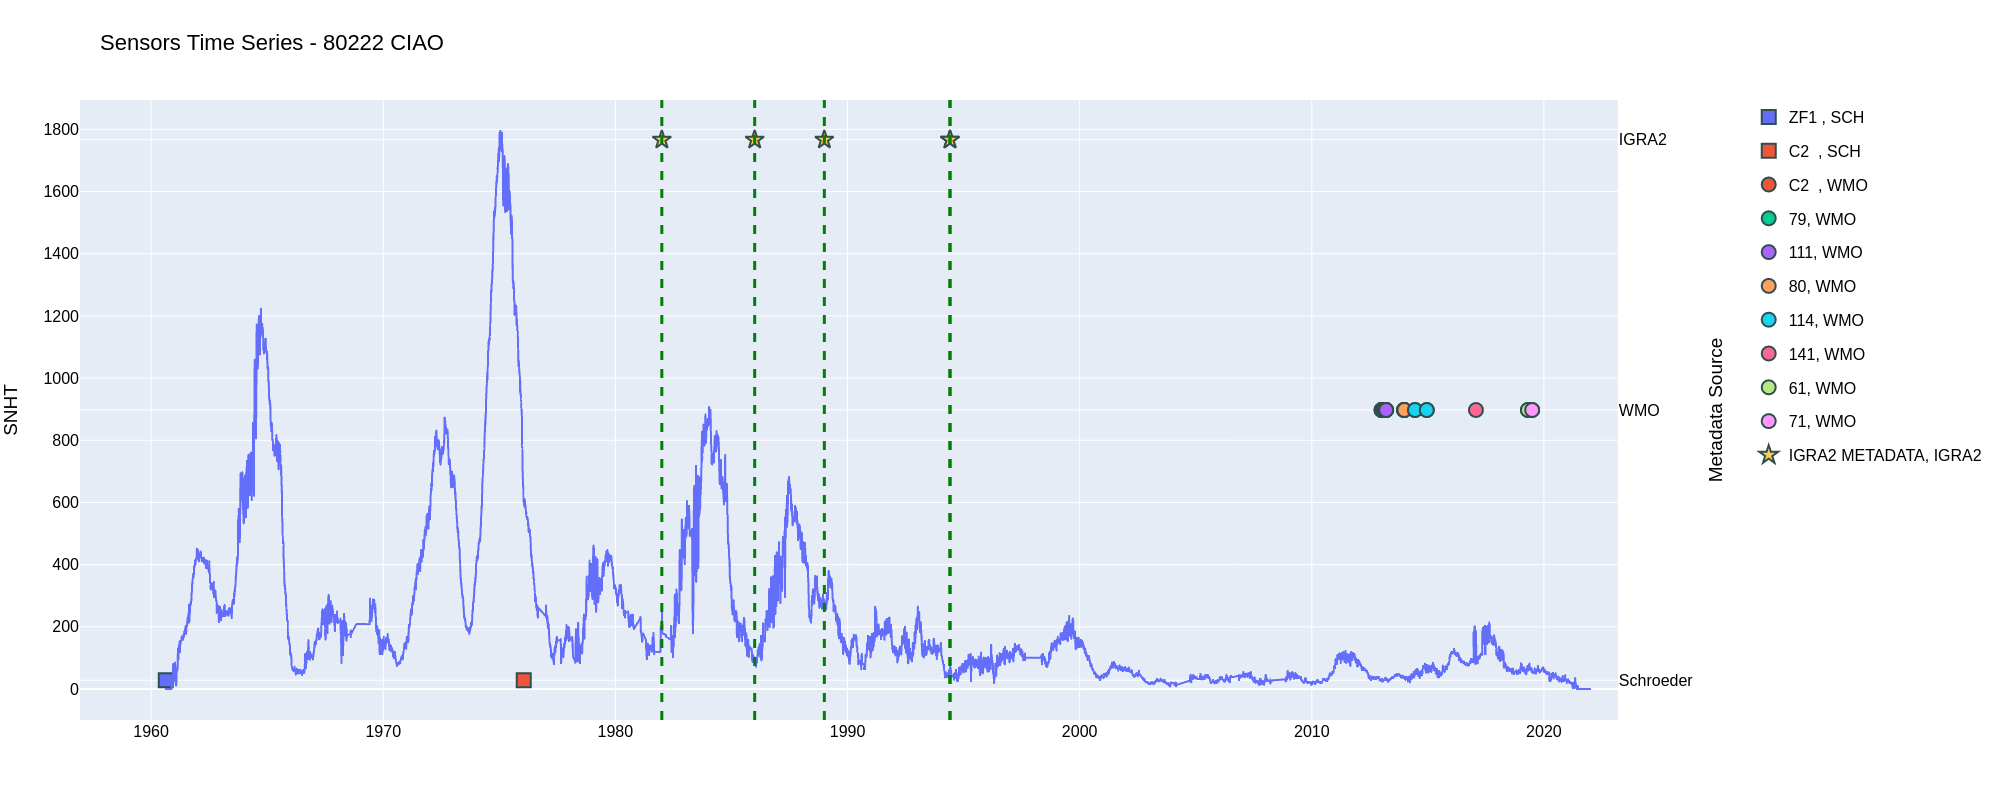 Sensors Time Series - 80222 CIAO
SNHT
1800
1600
1400
1200
1000
800
600
400
200
0
1960
1970
1980
1990
2000
2010
2020
IGRA2
WMO
Schroeder
Metadata Source
ZF1 , SCH
C2 , SCH
C2 , WMO
79, WMO
111, WMO
80, WMO
114, WMO
141, WMO
61, WMO
71, WMO
IGRA2 METADATA, IGRA2